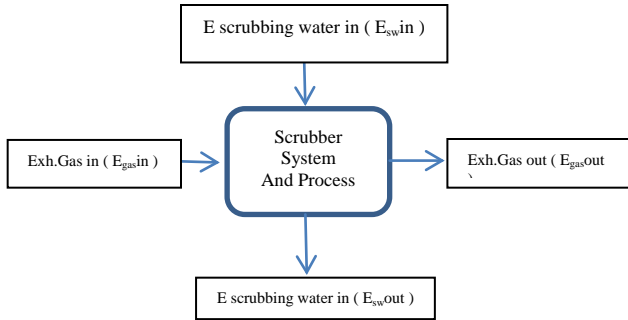 E scrubbing water in ( Eswin )
Scrubber
System
And Process
Exh.Gas in ( Egasin )
Exh.Gas out ( Egasout
E scrubbing water in ( Eswout )